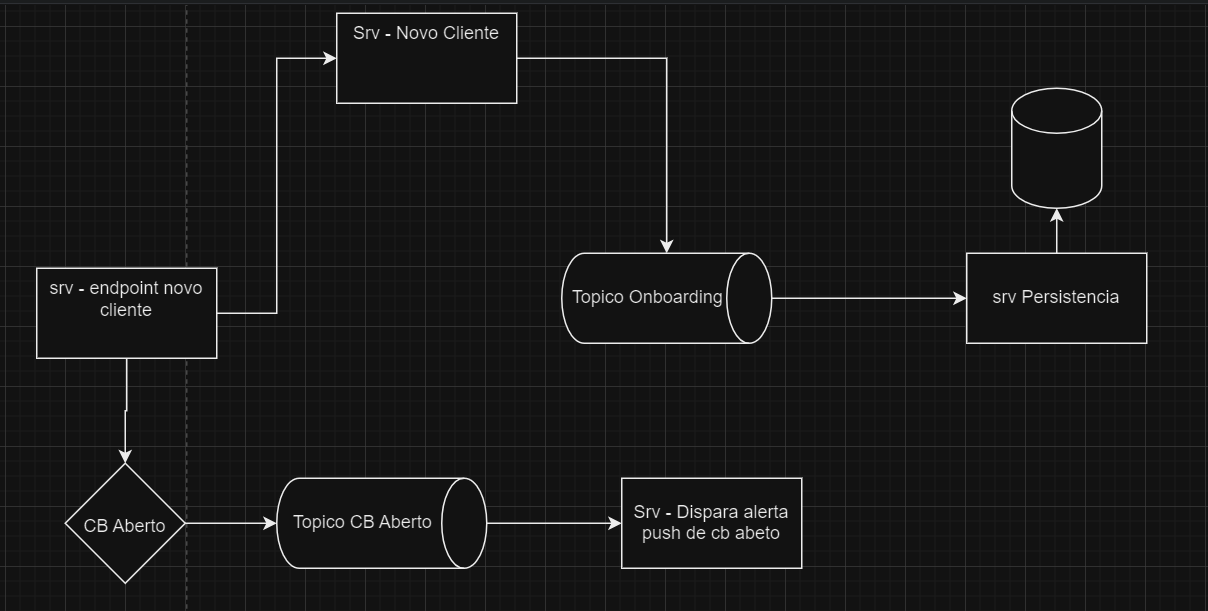 Srv - Novo Cliente
srv - endpoint novo
cliente
Topico Onboarding
srv Persistencia
CB Aberto
Topico CB Aberto
Srv - Dispara alerta
push de cb abeto